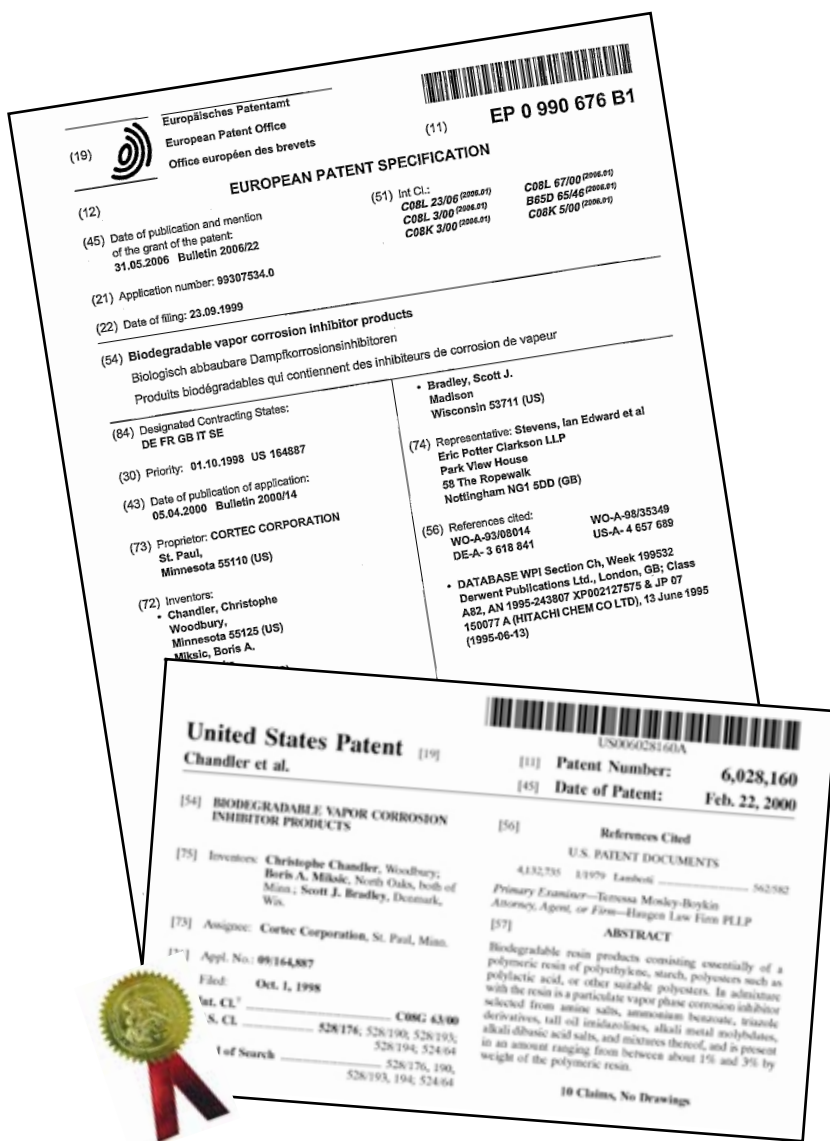 (19)
Europäisches Patentamt
European Patent Office
Office européen des brevets
(11) EP 0 990 676 B1
(12) EUROPEAN PATENT SPECIFICATION
(45) Date of publication and mention
of the grant of the patent:
31.05.2006 Bulletin 2006/22
(21) Application number: 99307534.0
(22) Date of filing: 23.09.1999
(51) Int Cl.:
C08L 23/06 (2006.01) C08L 67/00 (2006.01)
C08L 3/00 (2006.01) B65D 65/46 (2006.01)
C08K 3/00 (2006.01) C08K 5/00 (2006.01)
(54) Biodegradable vapor corrosion inhibitor products
Biologisch abbaubare Dampfkorrosionsinhibitoren
Produits biodégradables qui contiennent des inhibiteurs de corrosion de vapeur
(84) Designated Contracting States:
DE FR GB IT SE
(30) Priority: 01.10.1998 US 164887
(43) Date of publication of application:
05.04.2000 Bulletin 2000/14
(73) Proprietor: CORTEC CORPORATION
St. Paul,
Minnesota 55110 (US)
(72) Inventors:
• Chandler, Christophe
Woodbury,
Minnesota 55125 (US)
Miksic, Boris A.
• Bradley, Scott J.
Madison
Wisconsin 53711 (US)
(74) Representative: Stevens, Ian Edward et al
Eric Potter Clarkson LLP
Park View House
58 The Ropewalk
Nottingham NG1 5DD (GB)
(56) References cited:
WO-A-93/08014 WO-A-98/35349
DE-A- 3 618 841 US-A- 4 657 689
• DATABASE WPI Section Ch, Week 199532
Derwent Publications Ltd., London, GB; Class
A82, AN 1995-243807 XP002127575 & JP 07
150077 A (HITACHI CHEM CO LTD), 13 June 1995
(1995-06-13)
United States Patent [19]
Chandler et al.
US006028160A
[11] Patent Number: 6,028,160
[45] Date of Patent: Feb. 22, 2000
[54] BIODEGRADABLE VAPOR CORROSION
INHIBITOR PRODUCTS
[75] Inventors: Christophe Chandler, Woodbury;
Boris A. Miksic, North Oaks, both of
Minn.; Scott J. Bradley, Denmark,
Wis.
[73] Assignee: Cortec Corporation, St. Paul, Minn.
Appl. No.: 09/164,887
Filed: Oct. 1, 1998
Int. Cl.7 C08G 63/00
S. Cl. 528/176; 528/190; 528/193;
528/194; 524/64
of Search 528/176, 190,
528/193, 194; 524/64
[56] References Cited
U.S. PATENT DOCUMENTS
4,132,735 1/1979 Lamberti 562/582
Primary Examiner—Terressa Mosley-Boykin
Attorney, Agent, or Firm—Haugen Law Firm PLLP
[57] ABSTRACT
Biodegradable resin products consisting essentially of a
polymeric resin of polyethylene, starch, polyesters such as
polylactic acid, or other suitable polyesters. In admixture
with the resin is a particulate vapor phase corrosion inhibitor
selected from amine salts, ammonium benzoate, triazole
derivatives, tall oil imidazolines, alkali metal molybdates,
alkali dibasic acid salts, and mixtures thereof, and is present
in an amount ranging from between about 1% and 3% by
weight of the polymeric resin.
10 Claims, No Drawings